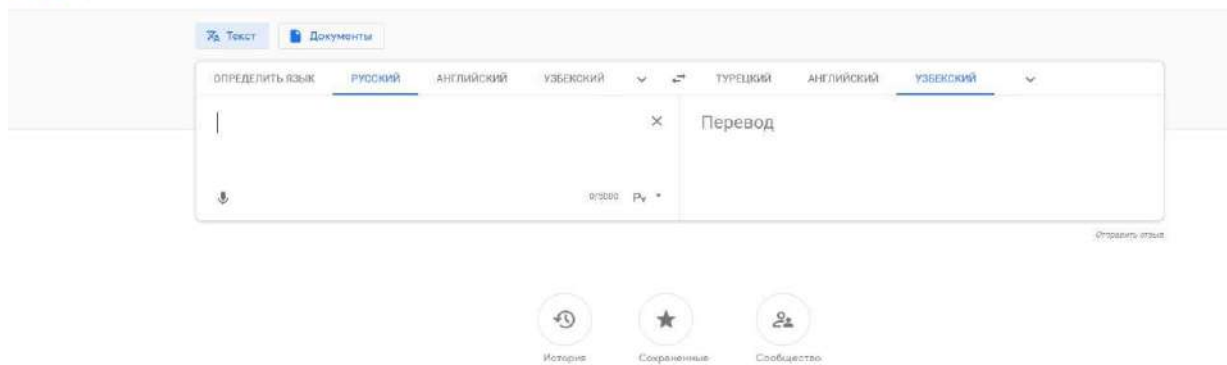 Текст Документы
ОПРЕДЕЛИТЬ ЯЗЫК РУССКИЙ АНГЛИЙСКИЙ УЗБЕКСКИЙ ТУРЕЦКИЙ АНГЛИЙСКИЙ УЗБЕКСКИЙ
Перевод
0/5000 Ру
Отправить отзыв
История Сохраненные Сообщество